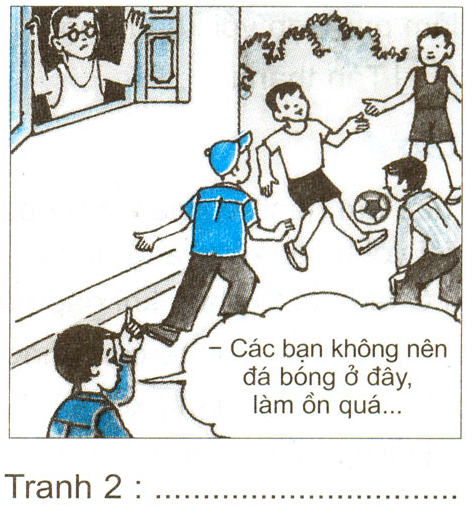 – Các bạn không nên
đá bóng ở đây,
làm ồn quá...
Tranh 2 : ................................